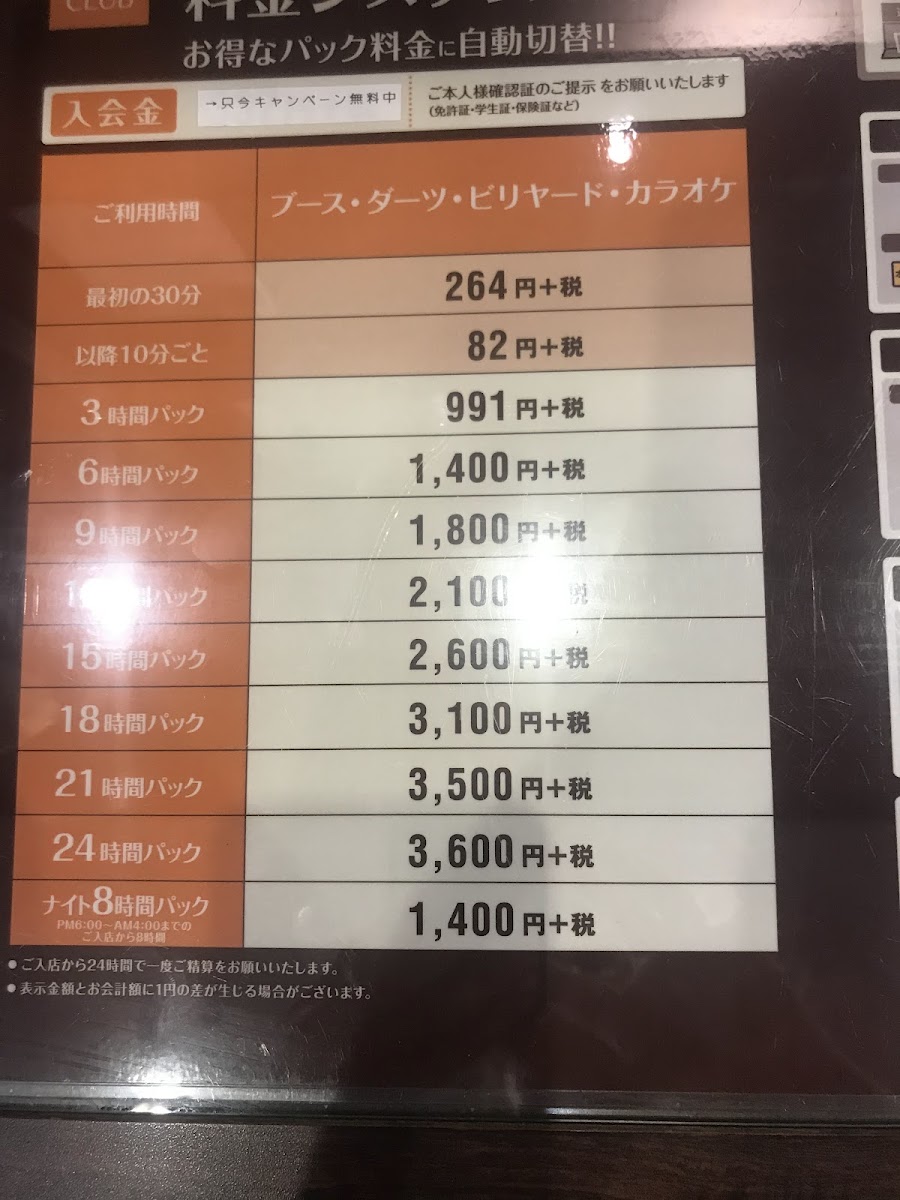 CLUB
お得なパック料金に自動切替!!
入会金
→只今キャンペーン無料中
ご本人様確認証のご提示 をお願いいたします
(免許証・学生証・保険証など)
ご利用時間
ブース・ダーツ・ビリヤード・カラオケ
最初の30分
264円+税
以降10分ごと
82円+税
3時間パック
991円+税
6時間パック
1,400円+税
9時間パック
1,800円+税
パック
2,100 税
15時間パック
2,600円+税
18時間パック
3,100円+税
21時間パック
3,500円+税
24時間パック
3,600円+税
ナイト8時間パック
PM6:00～AM4:00までの
ご入店から8時間
1,400円+税
●ご入店から24時間で一度ご精算をお願いいたします。
●表示金額とお会計額に1円の差が生じる場合がございます。